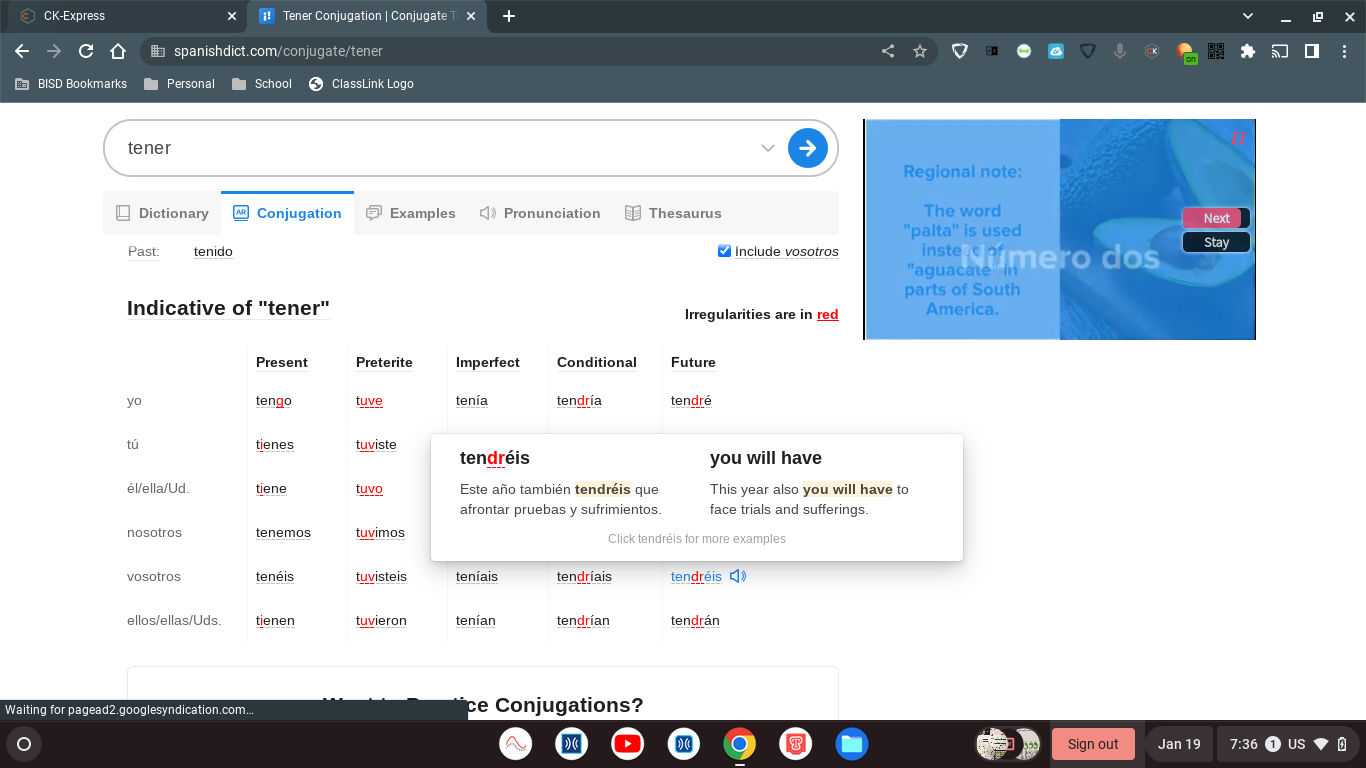 CK-Express
Tener Conjugation | Conjugate T
spanishdict.com/conjugate/tener
on
BISD Bookmarks
Personal
School
ClassLink Logo
tener
Dictionary
Conjugation
Examples
Pronunciation
Thesaurus
Past: tenido
Include vosotros
Indicative of "tener"
Irregularities are in red
Present Preterite Imperfect Conditional Future
yo tengo tuve tenía tendría tendré
tú tienes tuviste
él/ella/Ud. tiene tuvo
nosotros tenemos tuvimos
vosotros tenéis tuvisteis teníais tendríais tendréis
ellos/ellas/Uds. tienen tuvieron tenían tendrían tendrán
tendréis
you will have
Este año también tendréis que
afrontar pruebas y sufrimientos.
This year also you will have to
face trials and sufferings.
Click tendréis for more examples
Regional note:
The word
"palta" is used
instead of
"aguacate" in
parts of South
America.
Número dos
Next
Stay
Want to Practice Conjugations?
Waiting for pagead2.googlesyndication.com…
Sign out
Jan 19
7:36 1 US